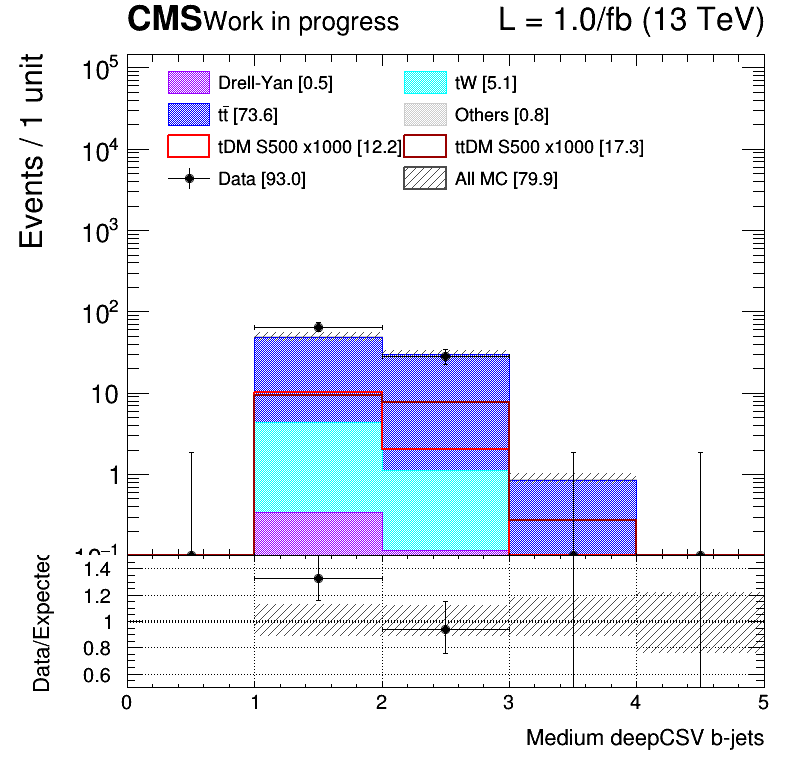 CMS Work in progress L = 1.0/fb (13 TeV)
Events / 1 unit
10⁵
10⁴
10³
10²
10
1
10⁻¹
Drell-Yan [0.5] tW [5.1]
tt̄ [73.6] Others [0.8]
tDM S500 x1000 [12.2] ttDM S500 x1000 [17.3]
Data [93.0] All MC [79.9]
Data/Expected
1.4
1.2
1
0.8
0.6
0 1 2 3 4 5
Medium deepCSV b-jets